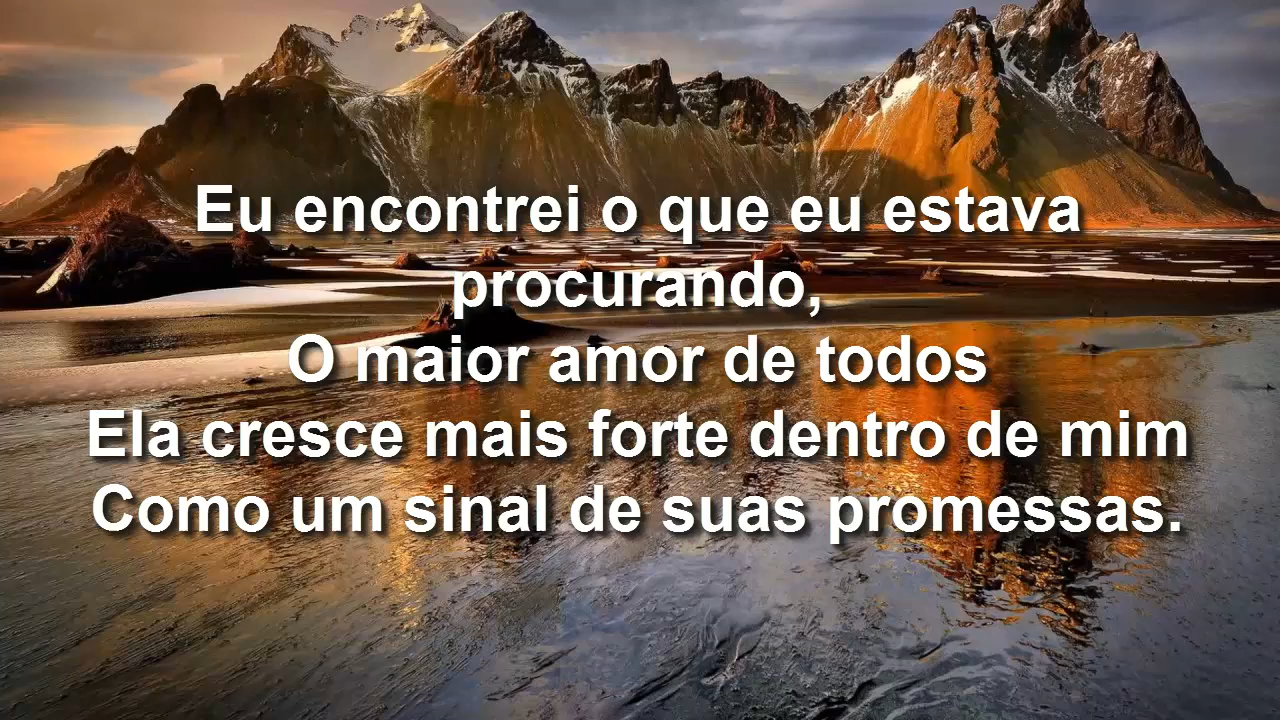 Eu encontrei o que eu estava
procurando,
O maior amor de todos
Ela cresce mais forte dentro de mim
Como um sinal de suas promessas.